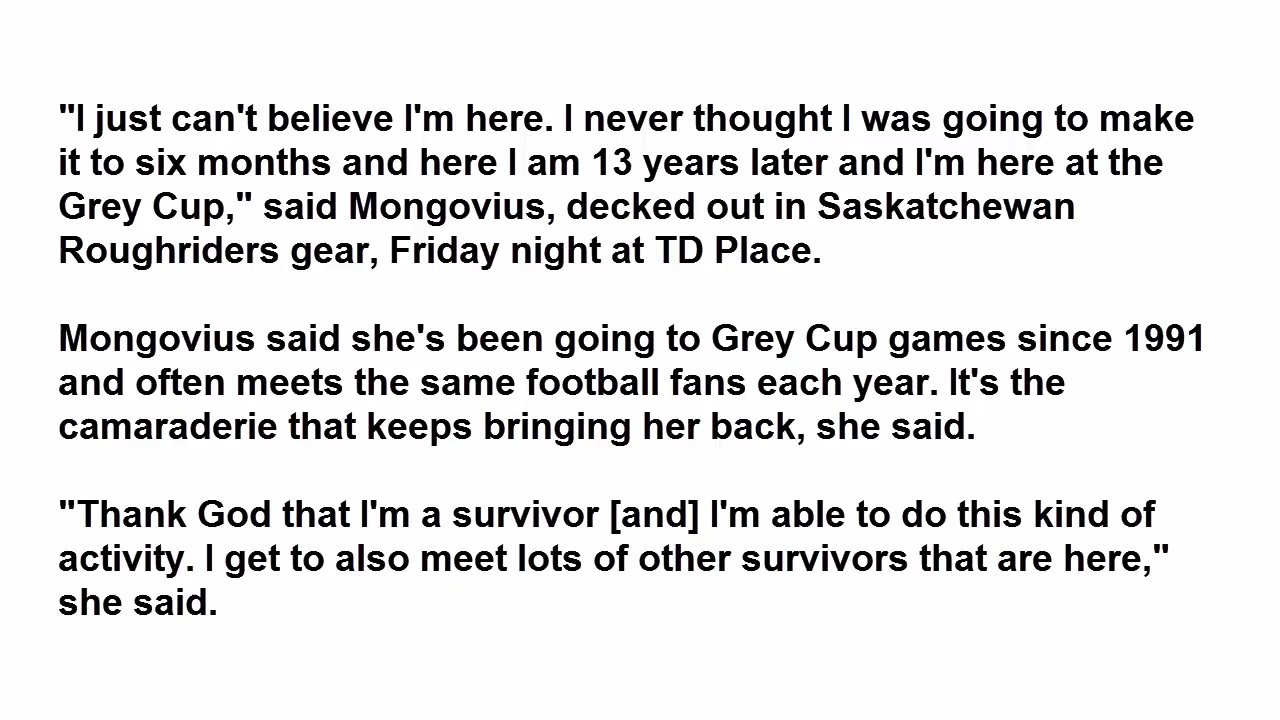 "I just can't believe I'm here. I never thought I was going to make
it to six months and here I am 13 years later and I'm here at the
Grey Cup," said Mongovius, decked out in Saskatchewan
Roughriders gear, Friday night at TD Place.
Mongovius said she's been going to Grey Cup games since 1991
and often meets the same football fans each year. It's the
camaraderie that keeps bringing her back, she said.
"Thank God that I'm a survivor [and] I'm able to do this kind of
activity. I get to also meet lots of other survivors that are here,"
she said.